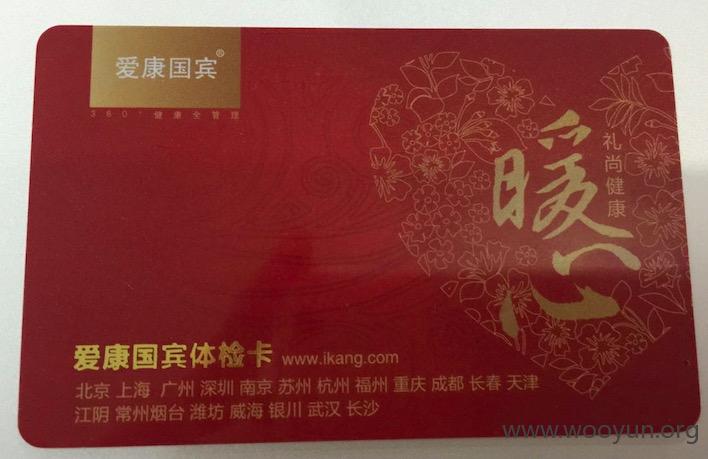 爱康国宾®
360°健康全管理
礼尚健康
暖心
爱康国宾体检卡 www.ikang.com
北京 上海 广州 深圳 南京 苏州 杭州 福州 重庆 成都 长春 天津
江阴 常州 烟台 潍坊 威海 银川 武汉 长沙
www.wooyun.org